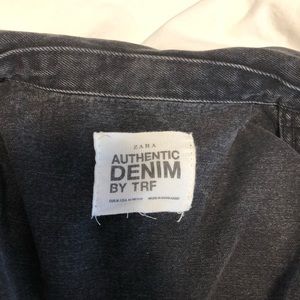 ZARA
AUTHENTIC
DENIM
BY TRF